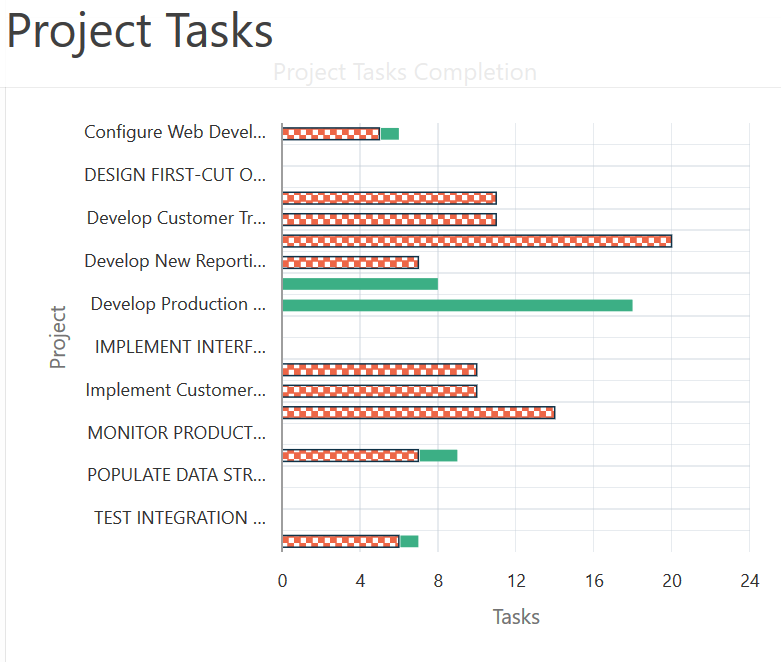 Project Tasks
Project Tasks Completion
Configure Web Devel...
DESIGN FIRST-CUT O...
Develop Customer Tr...
Develop New Reporti...
Develop Production ...
IMPLEMENT INTERF...
Implement Customer...
MONITOR PRODUCT...
POPULATE DATA STR...
TEST INTEGRATION ...
Project
0 4 8 12 16 20 24
Tasks